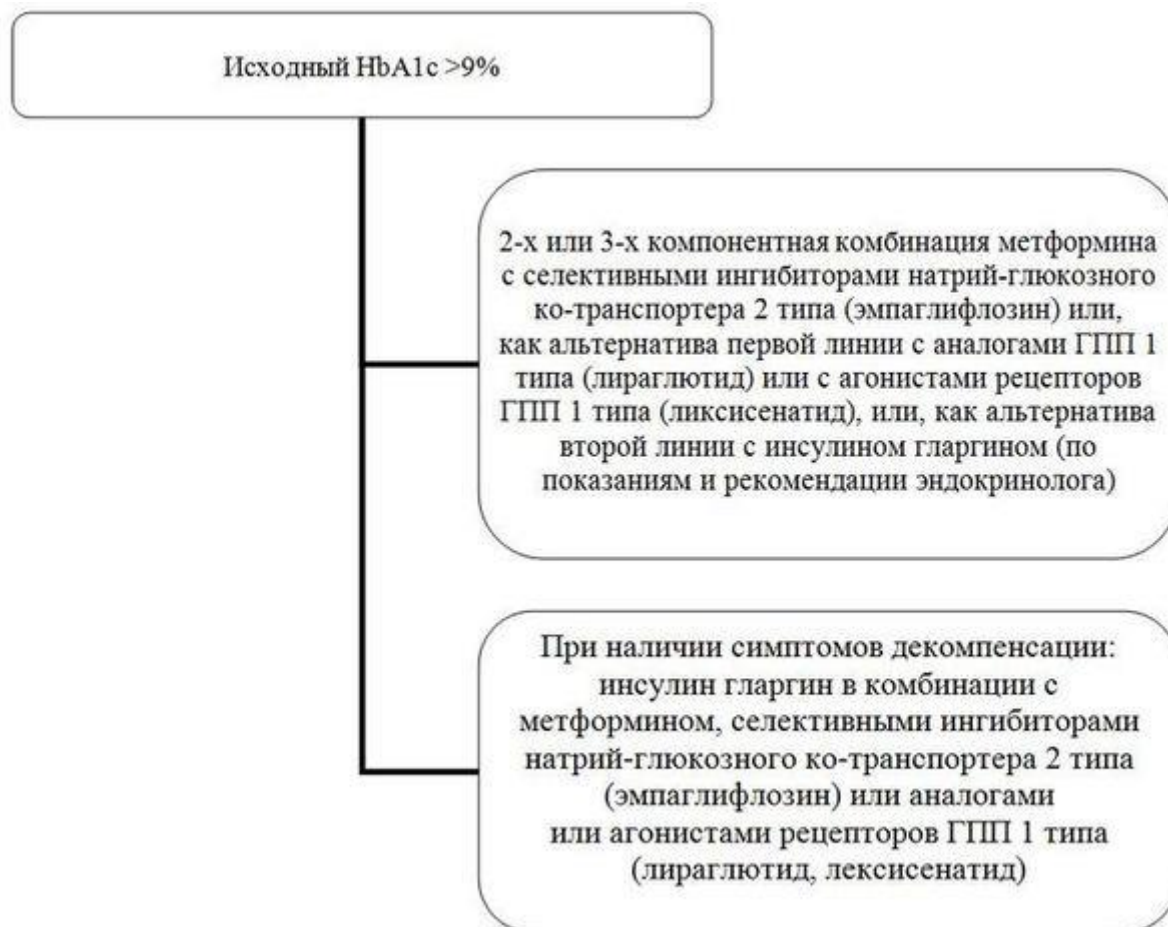 Исходный HbA1c >9%
2-х или 3-х компонентная комбинация метформина
с селективными ингибиторами натрий-глюкозного
ко-транспортера 2 типа (эмпаглифлозин) или,
как альтернатива первой линии с аналогами ГПП 1
типа (лираглютид) или с агонистами рецепторов
ГПП 1 типа (ликсисенатид), или, как альтернатива
второй линии с инсулином гларгином (по
показаниям и рекомендации эндокринолога)
При наличии симптомов декомпенсации:
инсулин гларгин в комбинации с
метформином, селективными ингибиторами
натрий-глюкозного ко-транспортера 2 типа
(эмпаглифлозин) или аналогами
или агонистами рецепторов ГПП 1 типа
(лираглютид, лексисенатид)